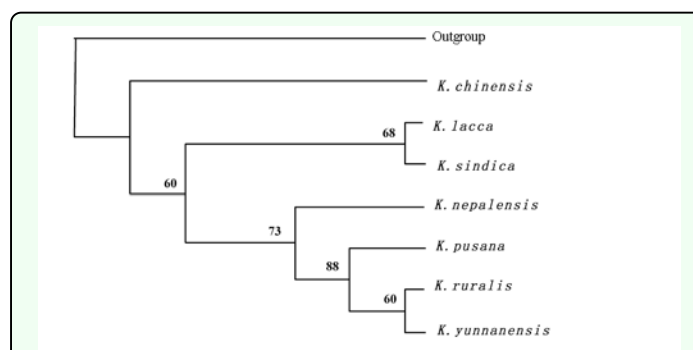 Outgroup
K.chinensis
K.lacca
68
K.sindica
60
K.nepalensis
73
K.pusana
88
K.ruralis
60
K.yunnanensis